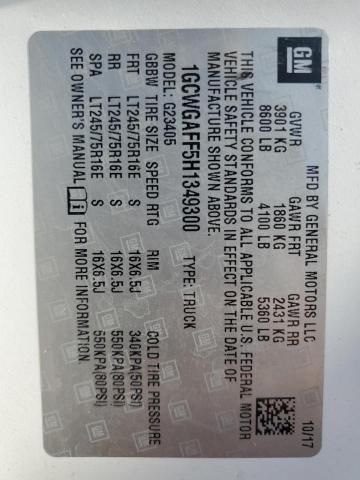 GM
MFD BY GENERAL MOTORS LLC 10/17
GVWR GAWR FRT GAWR RR
3901 KG 1860 KG 2431 KG
8600 LB 4100 LB 5360 LB
THIS VEHICLE CONFORMS TO ALL APPLICABLE U.S. FEDERAL MOTOR
VEHICLE SAFETY STANDARDS IN EFFECT ON THE DATE OF
MANUFACTURE SHOWN ABOVE.
1GCWGAFF5H1349300 TYPE: TRUCK
MODEL: G23405
GBBW TIRE SIZE SPEED RTG RIM COLD TIRE PRESSURE
FRT LT245/75R16E S 16X6.5J 340KPA(50PSI)
RR LT245/75R16E S 16X6.5J 550KPA(80PSI)
SPA LT245/75R16E S 16X6.5J 550KPA(80PSI)
SEE OWNER'S MANUAL i FOR MORE INFORMATION.